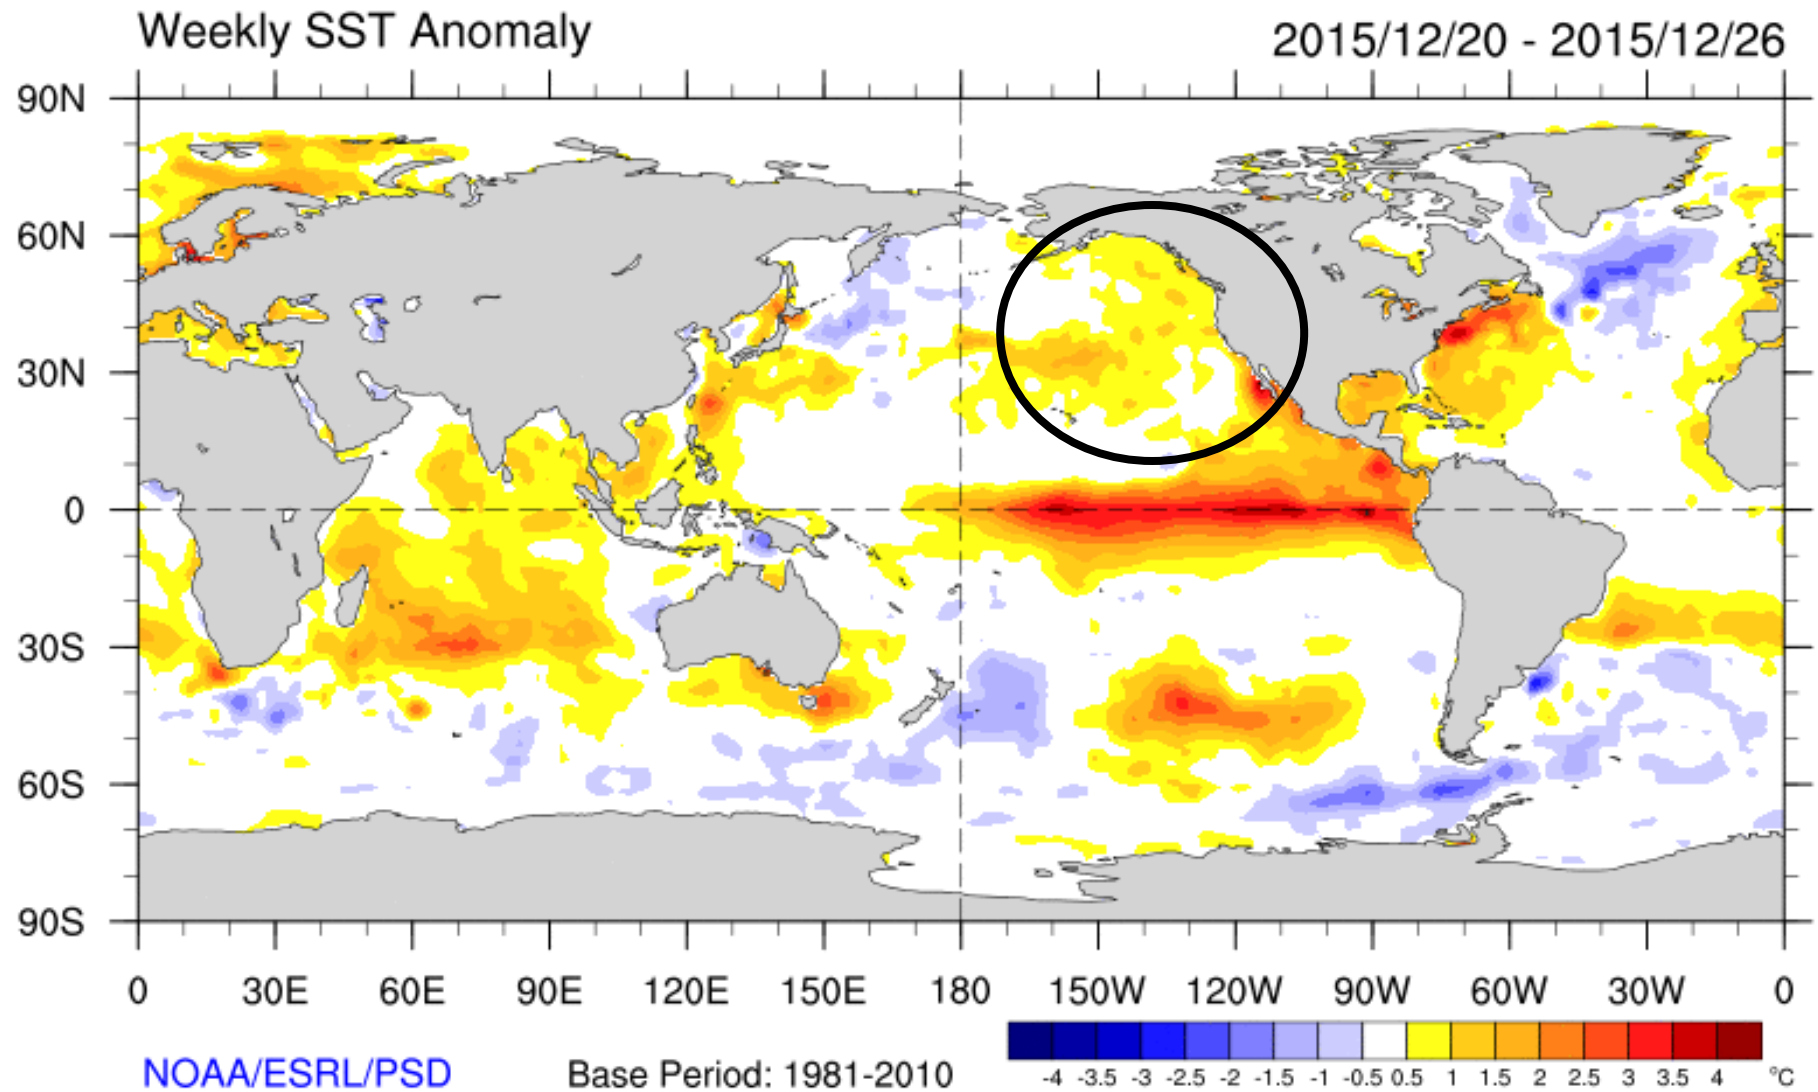 Weekly SST Anomaly
2015/12/20 - 2015/12/26
90N
60N
30N
0
30S
60S
90S
0 30E 60E 90E 120E 150E 180 150W 120W 90W 60W 30W 0
-4 -3.5 -3 -2.5 -2 -1.5 -1 -0.5 0.5 1 1.5 2 2.5 3 3.5 4 °C
NOAA/ESRL/PSD
Base Period: 1981-2010